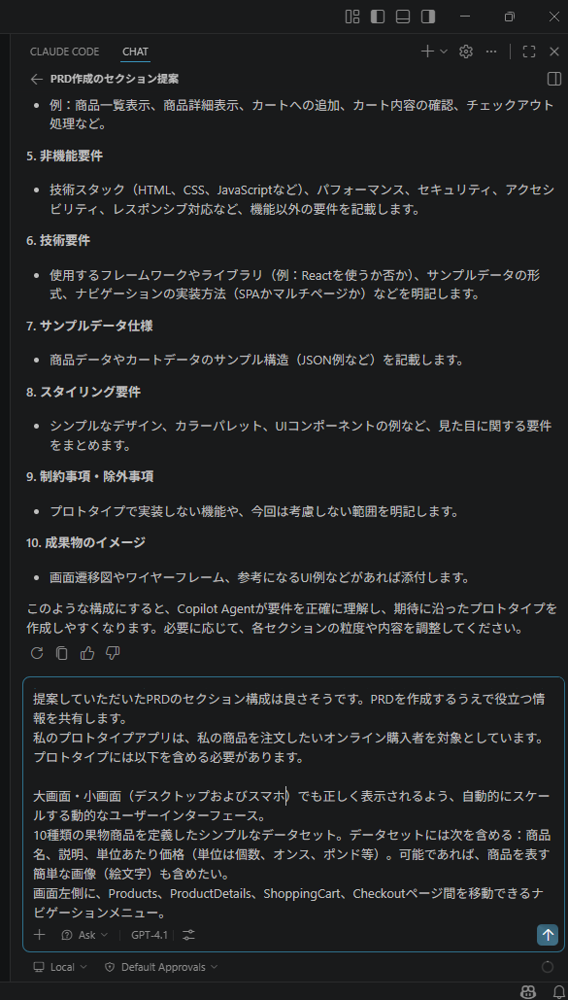 CLAUDE CODE CHAT
PRD作成のセクション提案
• 例：商品一覧表示、商品詳細表示、カートへの追加、カート内容の確認、チェックアウト
処理など。
5. 非機能要件
• 技術スタック（HTML、CSS、JavaScriptなど）、パフォーマンス、セキュリティ、アクセシ
ビリティ、レスポンシブ対応など、機能以外の要件を記載します。
6. 技術要件
• 使用するフレームワークやライブラリ（例：Reactを使うか否か）、サンプルデータの形
式、ナビゲーションの実装方法（SPAかマルチページか）などを明記します。
7. サンプルデータ仕様
• 商品データやカートデータのサンプル構造（JSON例など）を記載します。
8. スタイリング要件
• シンプルなデザイン、カラーパレット、UIコンポーネントの例など、見た目に関する要件
をまとめます。
9. 制約事項・除外事項
• プロトタイプで実装しない機能や、今回は考慮しない範囲を明記します。
10. 成果物のイメージ
• 画面遷移図やワイヤーフレーム、参考になるUI例などがあれば添付します。
このような構成にすると、Copilot Agentが要件を正確に理解し、期待に沿ったプロトタイプを
作成しやすくなります。必要に応じて、各セクションの粒度や内容を調整してください。
提案していただいたPRDのセクション構成は良さそうです。PRDを作成するうえで役立つ情
報を共有します。
私のプロトタイプアプリは、私の商品を注文したいオンライン購入者を対象としています。
プロトタイプには以下を含める必要があります。
大画面・小画面（デスクトップおよびスマホ）でも正しく表示されるよう、自動的にスケー
ルする動的なユーザーインターフェース。
10種類の果物商品を定義したシンプルなデータセット。データセットには次を含める：商品
名、説明、単位あたり価格（単位は個数、オンス、ポンド等）。可能であれば、商品を表す
簡単な画像（絵文字）も含めたい。
画面左側に、Products、ProductDetails、ShoppingCart、Checkoutページ間を移動できるナ
ビゲーションメニュー。
Ask GPT-4.1
Local Default Approvals